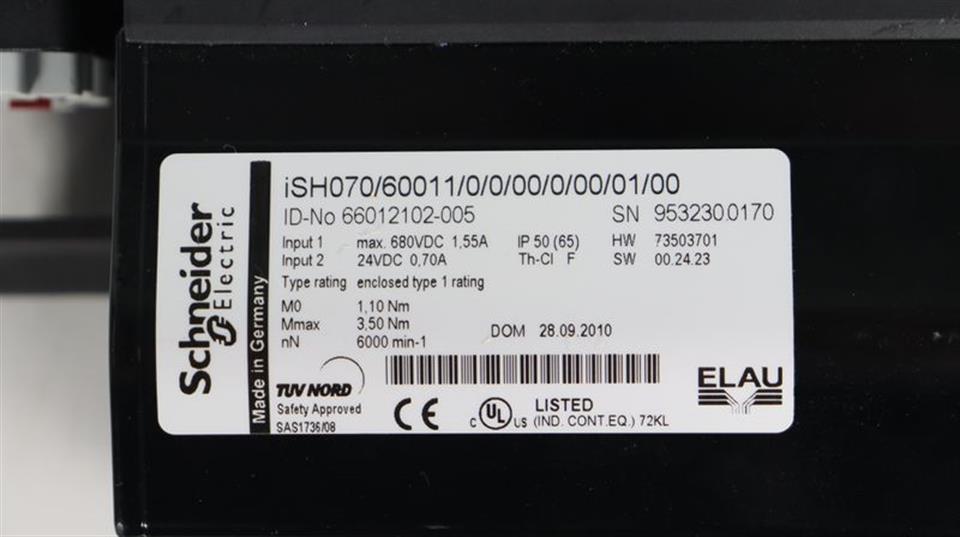 Schneider
Electric
Made in Germany
iSH070/60011/0/0/00/0/00/01/00
ID-No 66012102-005 SN 953230.0170
Input 1 max. 680VDC 1,55A IP 50 (65) HW 73503701
Input 2 24VDC 0,70A Th-Cl F SW 00.24.23
Type rating enclosed type 1 rating
M0 1,10 Nm
Mmax 3,50 Nm
nN 6000 min-1
DOM 28.09.2010
TUV NORD
Safety Approved
SAS1736/08
CE
c UL us LISTED
(IND. CONT.EQ.) 72KL
ELAU